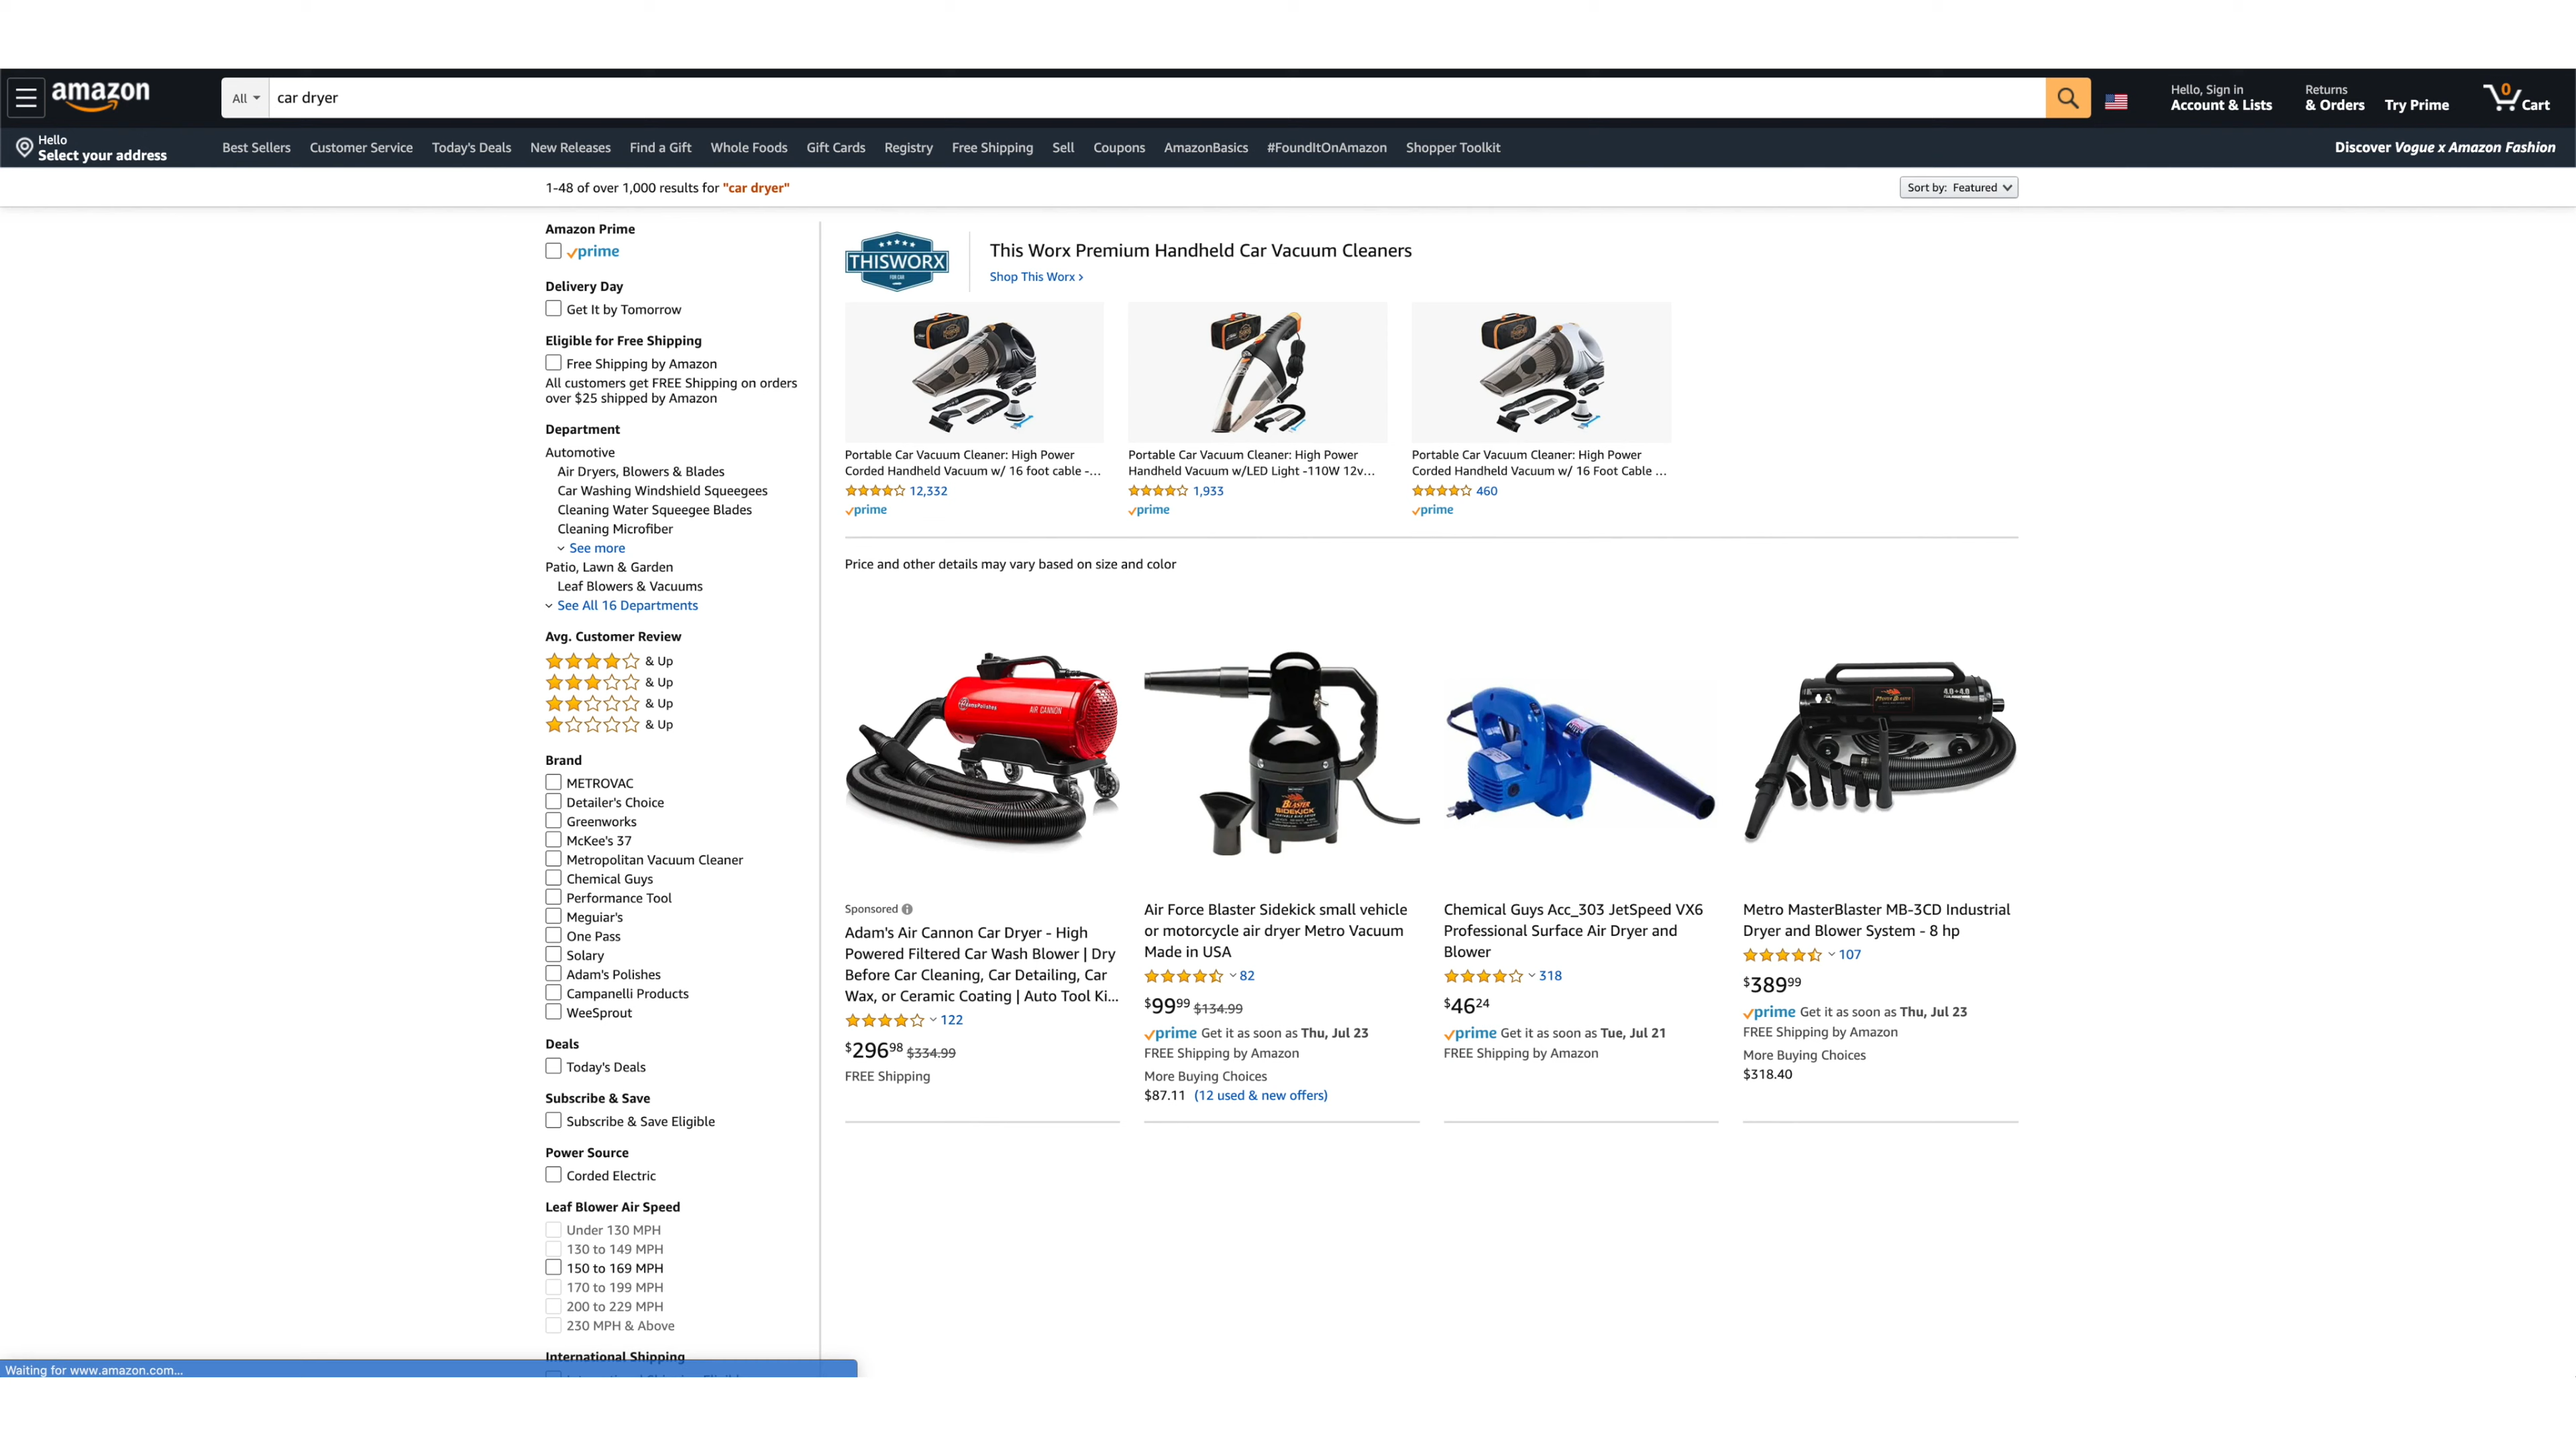 amazon
All
car dryer
Hello, Sign in
Account & Lists
Returns
& Orders
Try Prime
0
Cart
Hello
Select your address
Best Sellers
Customer Service
Today's Deals
New Releases
Find a Gift
Whole Foods
Gift Cards
Registry
Free Shipping
Sell
Coupons
AmazonBasics
#FoundItOnAmazon
Shopper Toolkit
Discover Vogue x Amazon Fashion
1-48 of over 1,000 results for "car dryer"
Sort by: Featured
Amazon Prime
prime
Delivery Day
Get It by Tomorrow
Eligible for Free Shipping
Free Shipping by Amazon
All customers get FREE Shipping on orders
over $25 shipped by Amazon
Department
Automotive
Air Dryers, Blowers & Blades
Car Washing Windshield Squeegees
Cleaning Water Squeegee Blades
Cleaning Microfiber
See more
Patio, Lawn & Garden
Leaf Blowers & Vacuums
See All 16 Departments
Avg. Customer Review
& Up
& Up
& Up
& Up
Brand
METROVAC
Detailer's Choice
Greenworks
McKee's 37
Metropolitan Vacuum Cleaner
Chemical Guys
Performance Tool
Meguiar's
One Pass
Solary
Adam's Polishes
Campanelli Products
WeeSprout
Deals
Today's Deals
Subscribe & Save
Subscribe & Save Eligible
Power Source
Corded Electric
Leaf Blower Air Speed
Under 130 MPH
130 to 149 MPH
150 to 169 MPH
170 to 199 MPH
200 to 229 MPH
230 MPH & Above
International Shipping
Waiting for www.amazon.com...
THISWORX
FOR CAR
This Worx Premium Handheld Car Vacuum Cleaners
Shop This Worx ›
Portable Car Vacuum Cleaner: High Power
Corded Handheld Vacuum w/ 16 foot cable -...
12,332
prime
Portable Car Vacuum Cleaner: High Power
Handheld Vacuum w/LED Light -110W 12v...
1,933
prime
Portable Car Vacuum Cleaner: High Power
Corded Handheld Vacuum w/ 16 Foot Cable ...
460
prime
Price and other details may vary based on size and color
AdamsPolishes
AIR CANNON
Sponsored
Adam's Air Cannon Car Dryer - High
Powered Filtered Car Wash Blower | Dry
Before Car Cleaning, Car Detailing, Car
Wax, or Ceramic Coating | Auto Tool Ki...
122
$29698 $334.99
FREE Shipping
BLASTER
SIDEKICK
Air Force Blaster Sidekick small vehicle
or motorcycle air dryer Metro Vacuum
Made in USA
82
$9999 $134.99
prime Get it as soon as Thu, Jul 23
FREE Shipping by Amazon
More Buying Choices
$87.11 (12 used & new offers)
Chemical Guys Acc_303 JetSpeed VX6
Professional Surface Air Dryer and
Blower
318
$4624
prime Get it as soon as Tue, Jul 21
FREE Shipping by Amazon
MASTER BLASTER
4.0+4.0
Metro MasterBlaster MB-3CD Industrial
Dryer and Blower System - 8 hp
107
$38999
prime Get it as soon as Thu, Jul 23
FREE Shipping by Amazon
More Buying Choices
$318.40